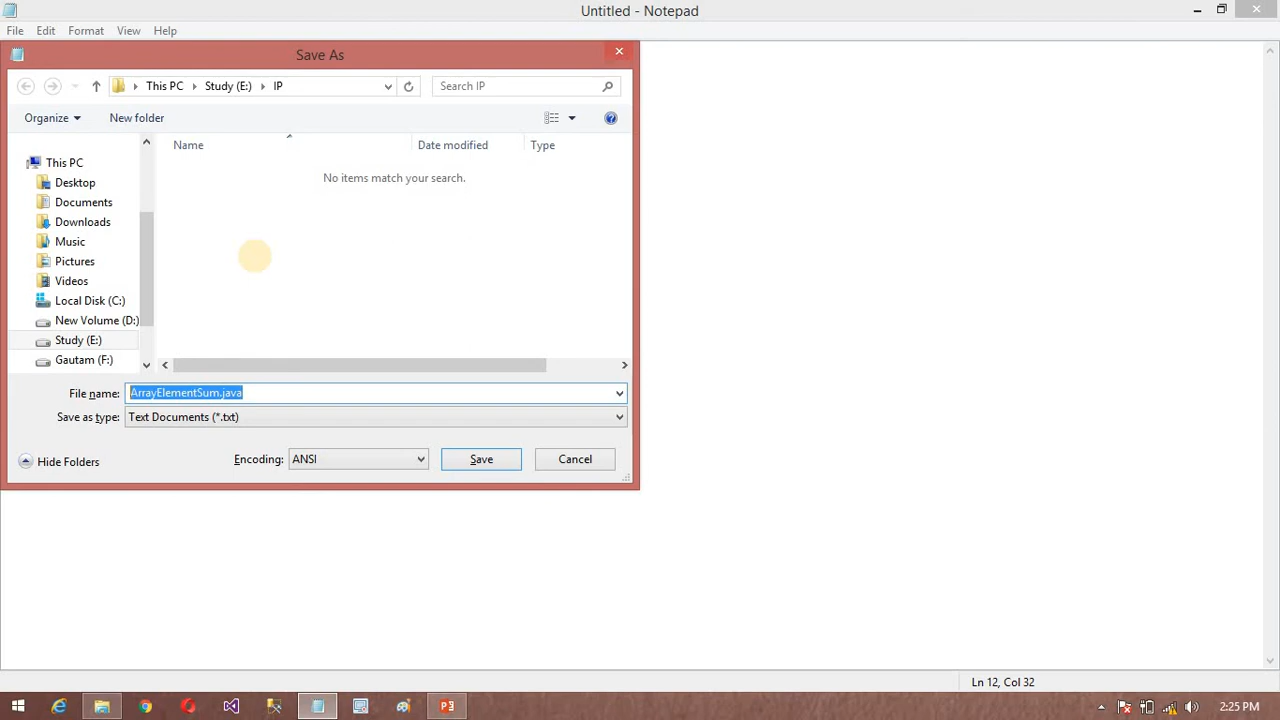 Untitled - Notepad
File Edit Format View Help
Save As
This PC Study (E:) IP
Search IP
Organize New folder
Name Date modified Type
No items match your search.
This PC
Desktop
Documents
Downloads
Music
Pictures
Videos
Local Disk (C:)
New Volume (D:)
Study (E:)
Gautam (F:)
File name: ArrayElementSum.java
Save as type: Text Documents (*.txt)
Hide Folders Encoding: ANSI Save Cancel
Ln 12, Col 32
2:25 PM